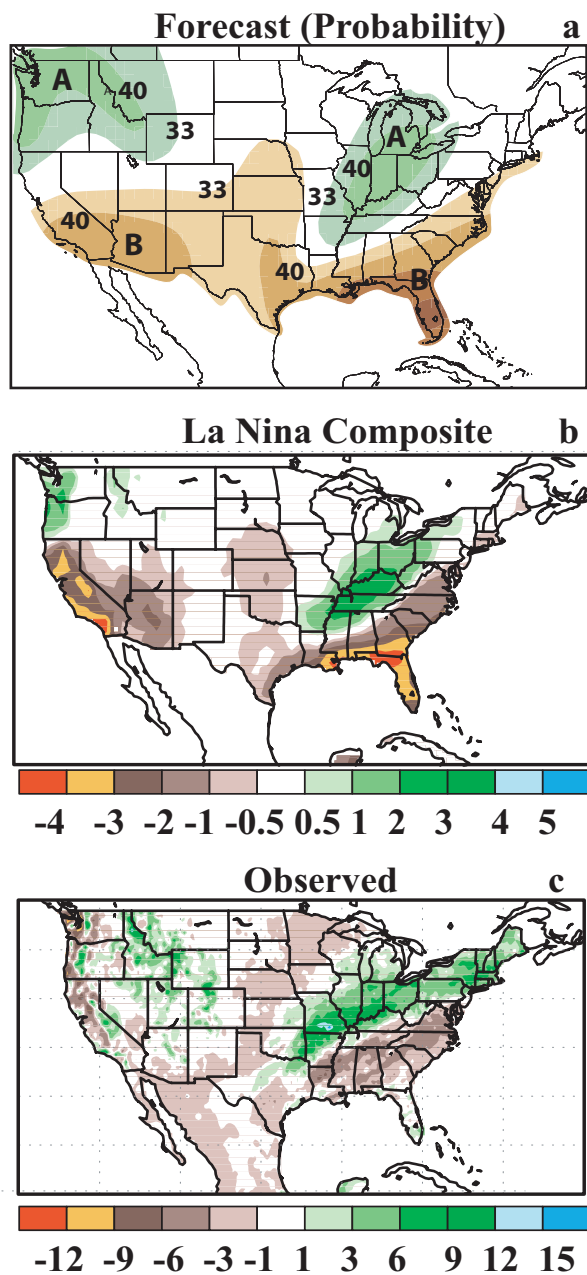 Forecast (Probability) a
A
40
A
33
A
40
33
33
40
B
40
B
La Nina Composite b
-4 -3 -2 -1 -0.5 0.5 1 2 3 4 5
Observed c
-12 -9 -6 -3 -1 1 3 6 9 12 15